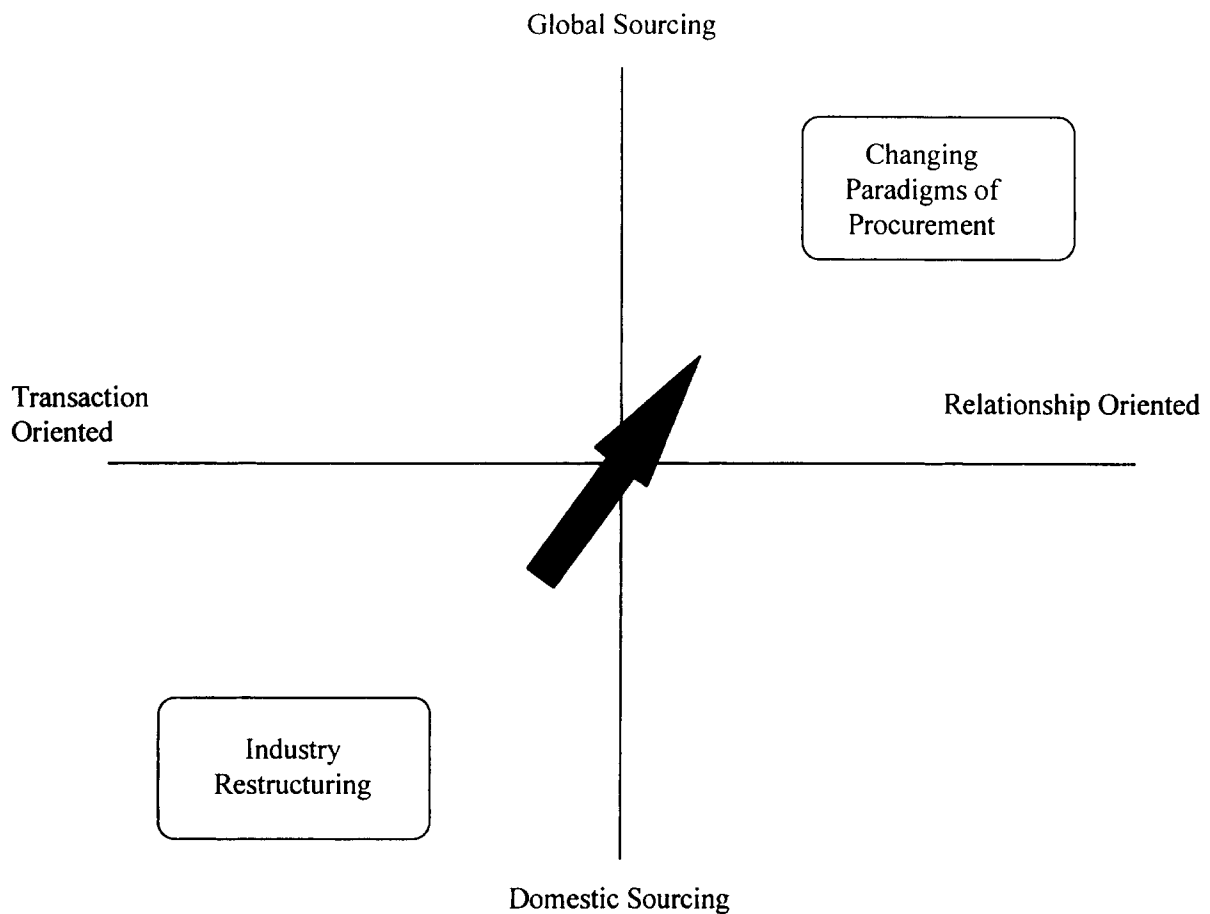 Global Sourcing
Changing
Paradigms of
Procurement
Transaction
Oriented
Relationship Oriented
Industry
Restructuring
Domestic Sourcing